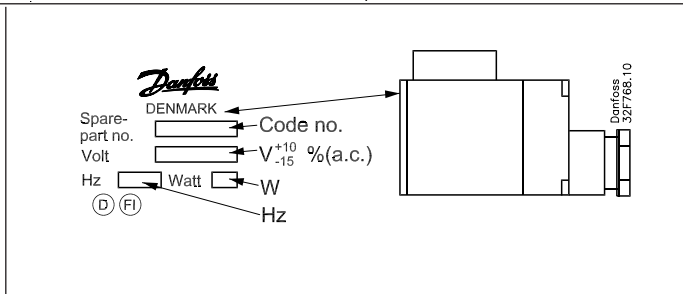 Danfoss
DENMARK
Spare-
part no.
Code no.
Volt
V +10 -15 %(a.c.)
Hz Watt
W
D FI
Hz
Danfoss
32F768.10